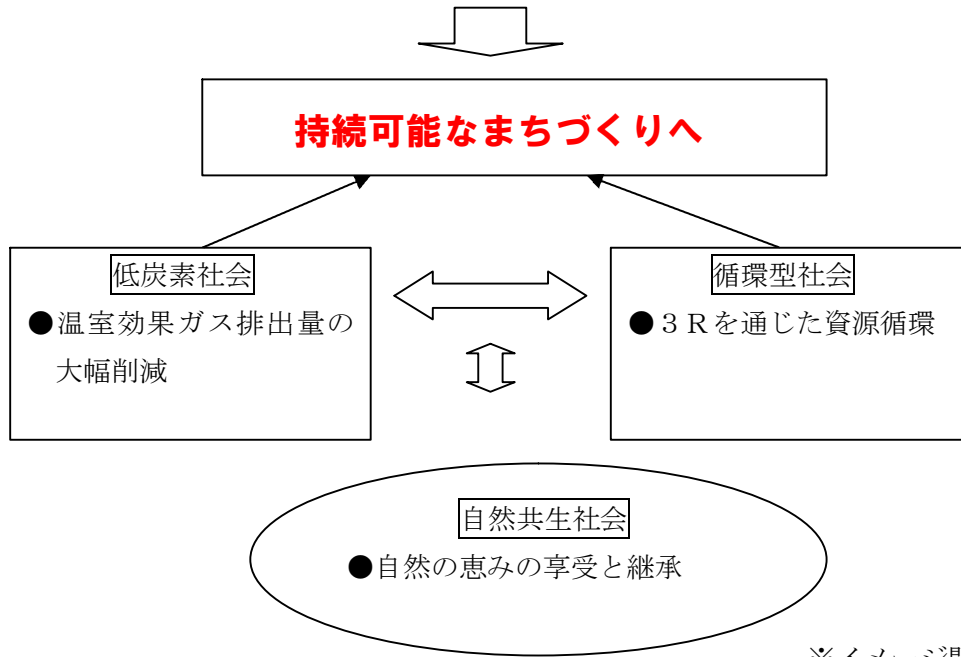 持続可能なまちづくりへ
低炭素社会
●温室効果ガス排出量の
大幅削減
循環型社会
●３Ｒを通じた資源循環
自然共生社会
●自然の恵みの享受と継承